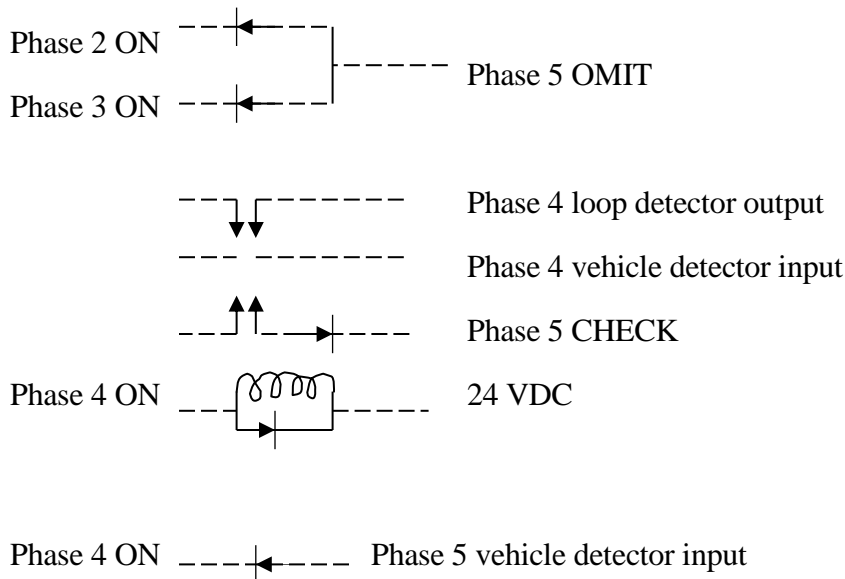 Phase 2 ON
Phase 5 OMIT
Phase 3 ON
Phase 4 loop detector output
Phase 4 vehicle detector input
Phase 5 CHECK
Phase 4 ON
24 VDC
Phase 4 ON
Phase 5 vehicle detector input